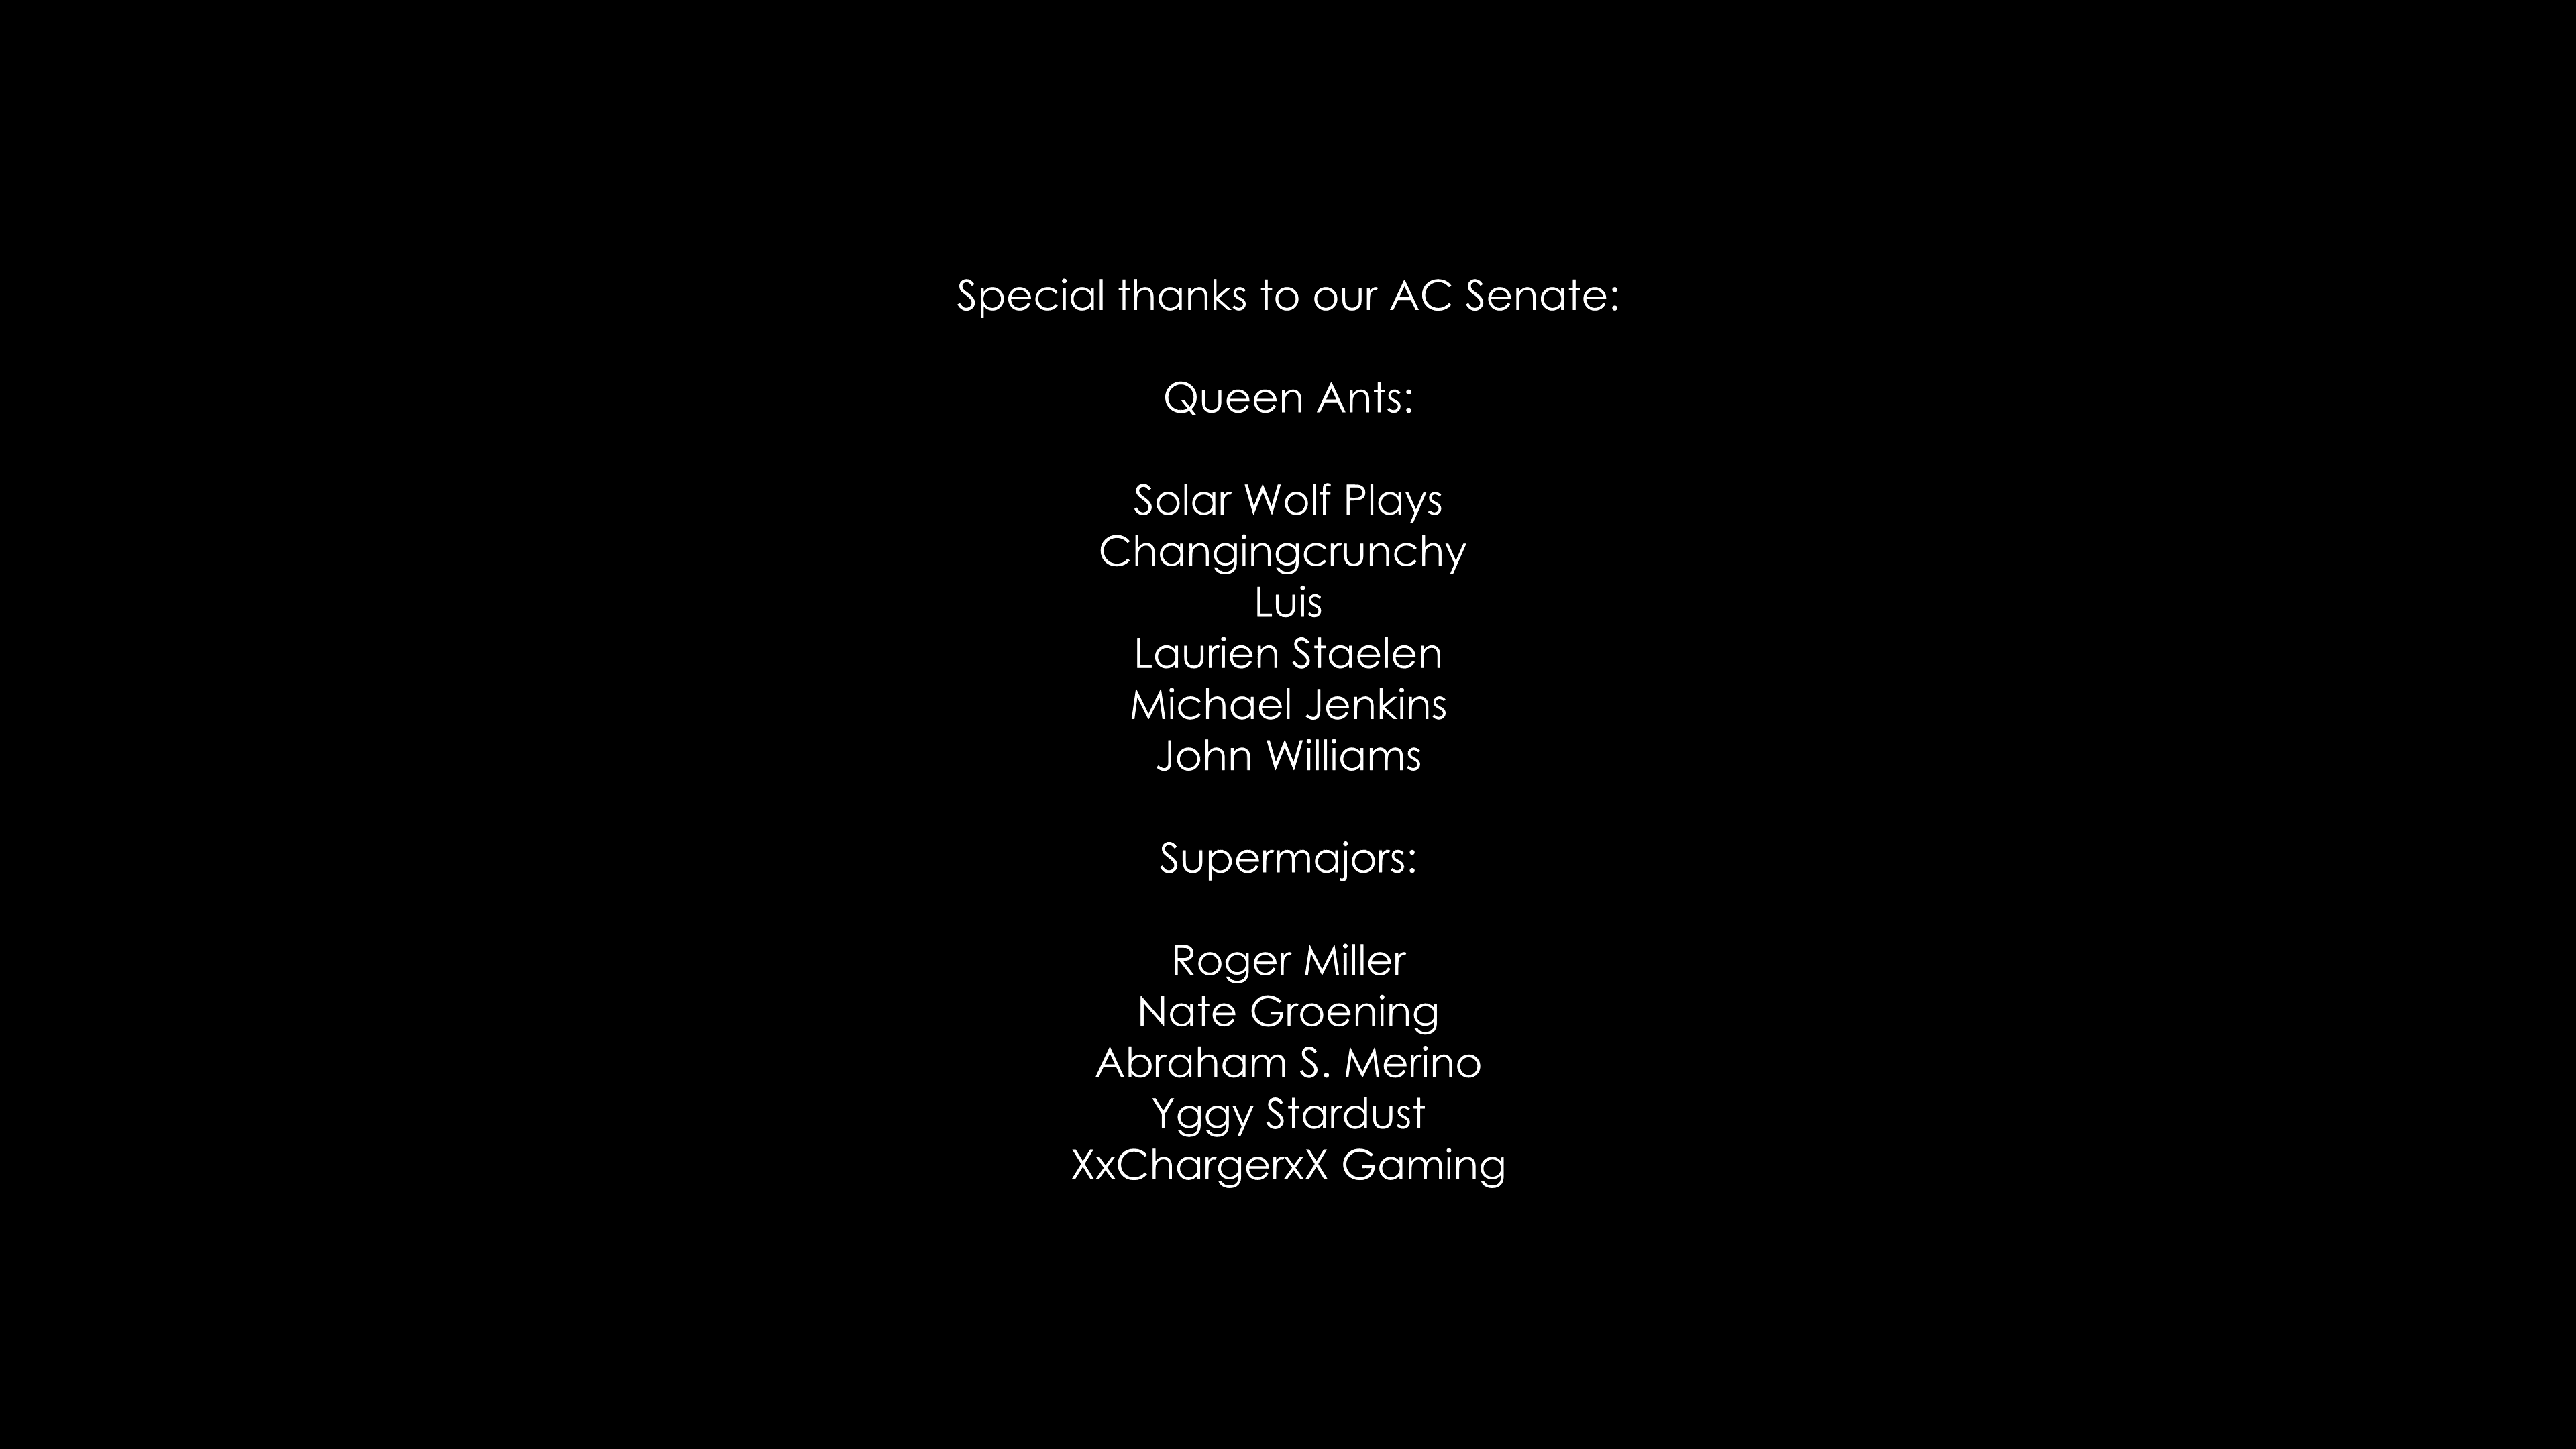 Special thanks to our AC Senate:
Queen Ants:
Solar Wolf Plays
Changingcrunchy
Luis
Laurien Staelen
Michael Jenkins
John Williams
Supermajors:
Roger Miller
Nate Groening
Abraham S. Merino
Yggy Stardust
XxChargerxX Gaming